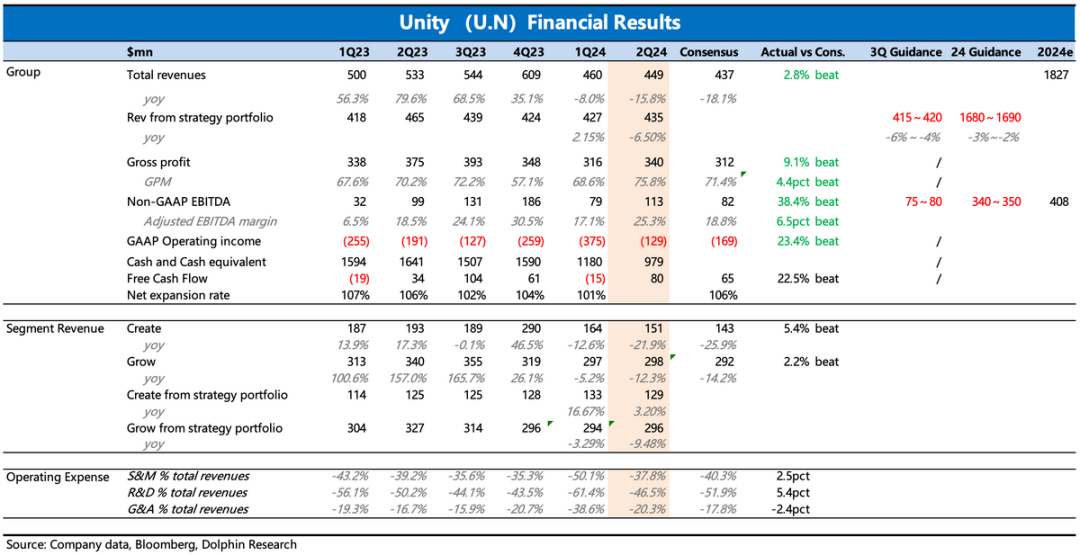 Unity (U.N) Financial Results
$mn 1Q23 2Q23 3Q23 4Q23 1Q24 2Q24 Consensus Actual vs Cons. 3Q Guidance 24 Guidance 2024e
Group Total revenues 500 533 544 609 460 449 437 2.8% beat 1827
yoy 56.3% 79.6% 68.5% 35.1% -8.0% -15.8% -18.1%
Rev from strategy portfolio 418 465 439 424 427 435 415~420 1680~1690
yoy 2.15% -6.50% -6%~-4% -3%~-2%
Gross profit 338 375 393 348 316 340 312 9.1% beat /
GPM 67.6% 70.2% 72.2% 57.1% 68.6% 75.8% 71.4% 4.4pct beat /
Non-GAAP EBITDA 32 99 131 186 79 113 82 38.4% beat 75~80 340~350 408
Adjusted EBITDA margin 6.5% 18.5% 24.1% 30.5% 17.1% 25.3% 18.8% 6.5pct beat
GAAP Operating income (255) (191) (127) (259) (375) (129) (169) 23.4% beat /
Cash and Cash equivalent 1594 1641 1507 1590 1180 979 /
Free Cash Flow (19) 34 104 61 (15) 80 65 22.5% beat /
Net expansion rate 107% 106% 102% 104% 101% 106%
Segment Revenue Create 187 193 189 290 164 151 143 5.4% beat
yoy 13.9% 17.3% -0.1% 46.5% -12.6% -21.9% -25.9%
Grow 313 340 355 319 297 298 292 2.2% beat
yoy 100.6% 157.0% 165.7% 26.1% -5.2% -12.3% -14.2%
Create from strategy portfolio 114 125 125 128 133 129
yoy 16.67% 3.20%
Grow from strategy portfolio 304 327 314 296 294 296
yoy -3.29% -9.48%
Operating Expense S&M % total revenues -43.2% -39.2% -35.6% -35.3% -50.1% -37.8% -40.3% 2.5pct
R&D % total revenues -56.1% -50.2% -44.1% -43.5% -61.4% -46.5% -51.9% 5.4pct
G&A % total revenues -19.3% -16.7% -15.9% -20.7% -38.6% -20.3% -17.8% -2.4pct
Source: Company data, Bloomberg, Dolphin Research